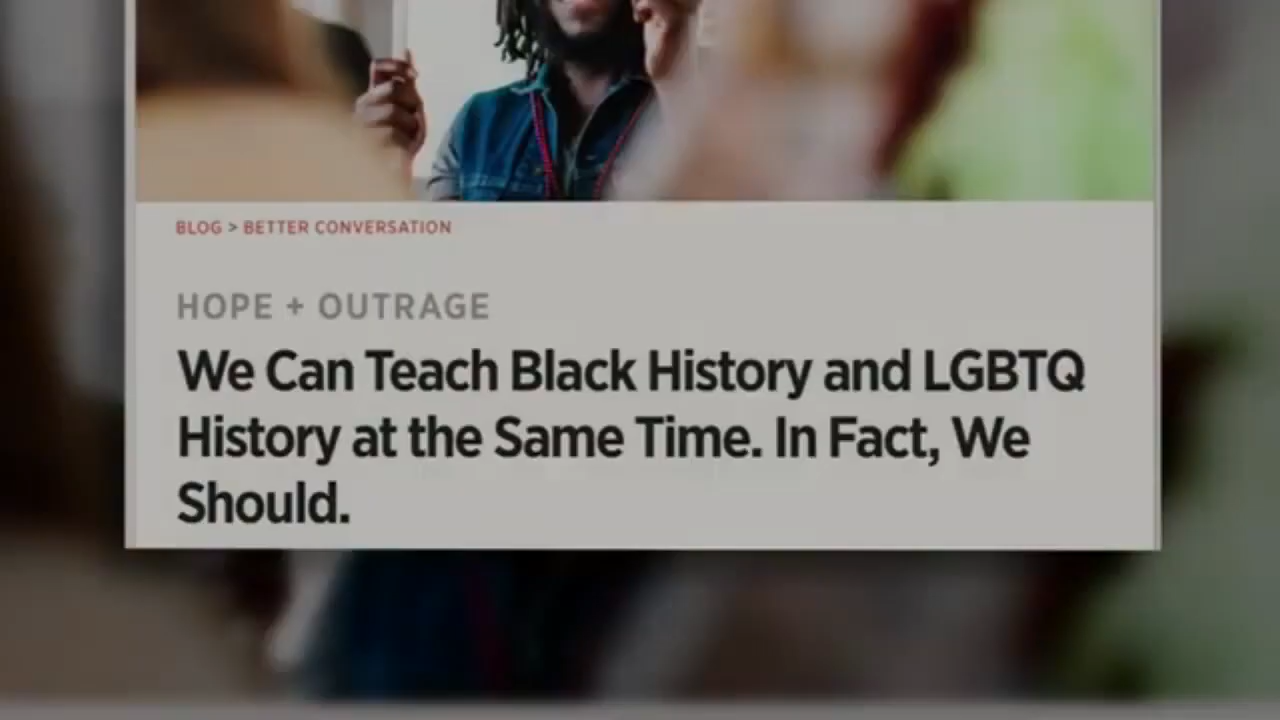 BLOG > BETTER CONVERSATION
HOPE + OUTRAGE
We Can Teach Black History and LGBTQ
History at the Same Time. In Fact, We
Should.